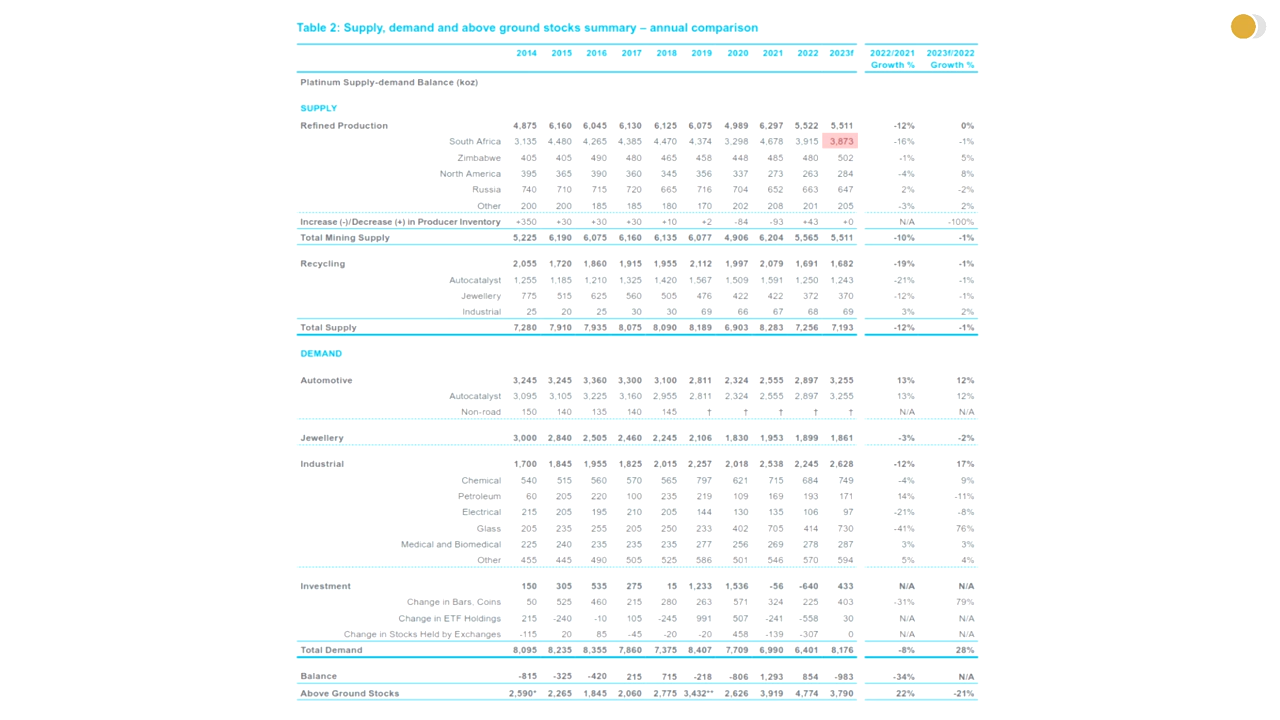 Table 2: Supply, demand and above ground stocks summary – annual comparison
2014 2015 2016 2017 2018 2019 2020 2021 2022 2023f 2022/2021 Growth % 2023f/2022 Growth %
Platinum Supply-demand Balance (koz)
SUPPLY
Refined Production 4,875 6,160 6,045 6,130 6,125 6,075 4,989 6,297 5,522 5,511 -12% 0%
South Africa 3,135 4,480 4,265 4,385 4,470 4,374 3,298 4,678 3,915 3,873 -16% -1%
Zimbabwe 405 405 490 480 465 458 448 485 480 502 -1% 5%
North America 395 365 390 360 345 356 337 273 263 284 -4% 8%
Russia 740 710 715 720 665 716 704 652 663 647 2% -2%
Other 200 200 185 185 180 170 202 208 201 205 -3% 2%
Increase (-)/Decrease (+) in Producer Inventory +350 +30 +30 +30 +10 +2 -84 -93 +43 +0 N/A -100%
Total Mining Supply 5,225 6,190 6,075 6,160 6,135 6,077 4,906 6,204 5,565 5,511 -10% -1%
Recycling 2,055 1,720 1,860 1,915 1,955 2,112 1,997 2,079 1,691 1,682 -19% -1%
Autocatalyst 1,255 1,185 1,210 1,325 1,420 1,567 1,509 1,591 1,250 1,243 -21% -1%
Jewellery 775 515 625 560 505 476 422 422 372 370 -12% -1%
Industrial 25 20 25 30 30 69 66 67 68 69 3% 2%
Total Supply 7,280 7,910 7,935 8,075 8,090 8,189 6,903 8,283 7,256 7,193 -12% -1%
DEMAND
Automotive 3,245 3,245 3,360 3,300 3,100 2,811 2,324 2,555 2,897 3,255 13% 12%
Autocatalyst 3,095 3,105 3,225 3,160 2,955 2,811 2,324 2,555 2,897 3,255 13% 12%
Non-road 150 140 135 140 145 † † † † † N/A N/A
Jewellery 3,000 2,840 2,505 2,460 2,245 2,106 1,830 1,953 1,899 1,861 -3% -2%
Industrial 1,700 1,845 1,955 1,825 2,015 2,257 2,018 2,538 2,245 2,628 -12% 17%
Chemical 540 515 560 570 565 797 621 715 684 749 -4% 9%
Petroleum 60 205 220 100 235 219 109 169 193 171 14% -11%
Electrical 215 205 195 210 205 144 130 135 106 97 -21% -8%
Glass 205 235 255 205 250 233 402 705 414 730 -41% 76%
Medical and Biomedical 225 240 235 235 235 277 256 269 278 287 3% 3%
Other 455 445 490 505 525 586 501 546 570 594 5% 4%
Investment 150 305 535 275 15 1,233 1,536 -56 -640 433 N/A N/A
Change in Bars, Coins 50 525 460 215 280 263 571 324 225 403 -31% 79%
Change in ETF Holdings 215 -240 -10 105 -245 991 507 -241 -558 30 N/A N/A
Change in Stocks Held by Exchanges -115 20 85 -45 -20 -20 458 -139 -307 0 N/A N/A
Total Demand 8,095 8,235 8,355 7,860 7,375 8,407 7,709 6,990 6,401 8,176 -8% 28%
Balance -815 -325 -420 215 715 -218 -806 1,293 854 -983 -34% N/A
Above Ground Stocks 2,590* 2,265 1,845 2,060 2,775 3,432** 2,626 3,919 4,774 3,790 22% -21%